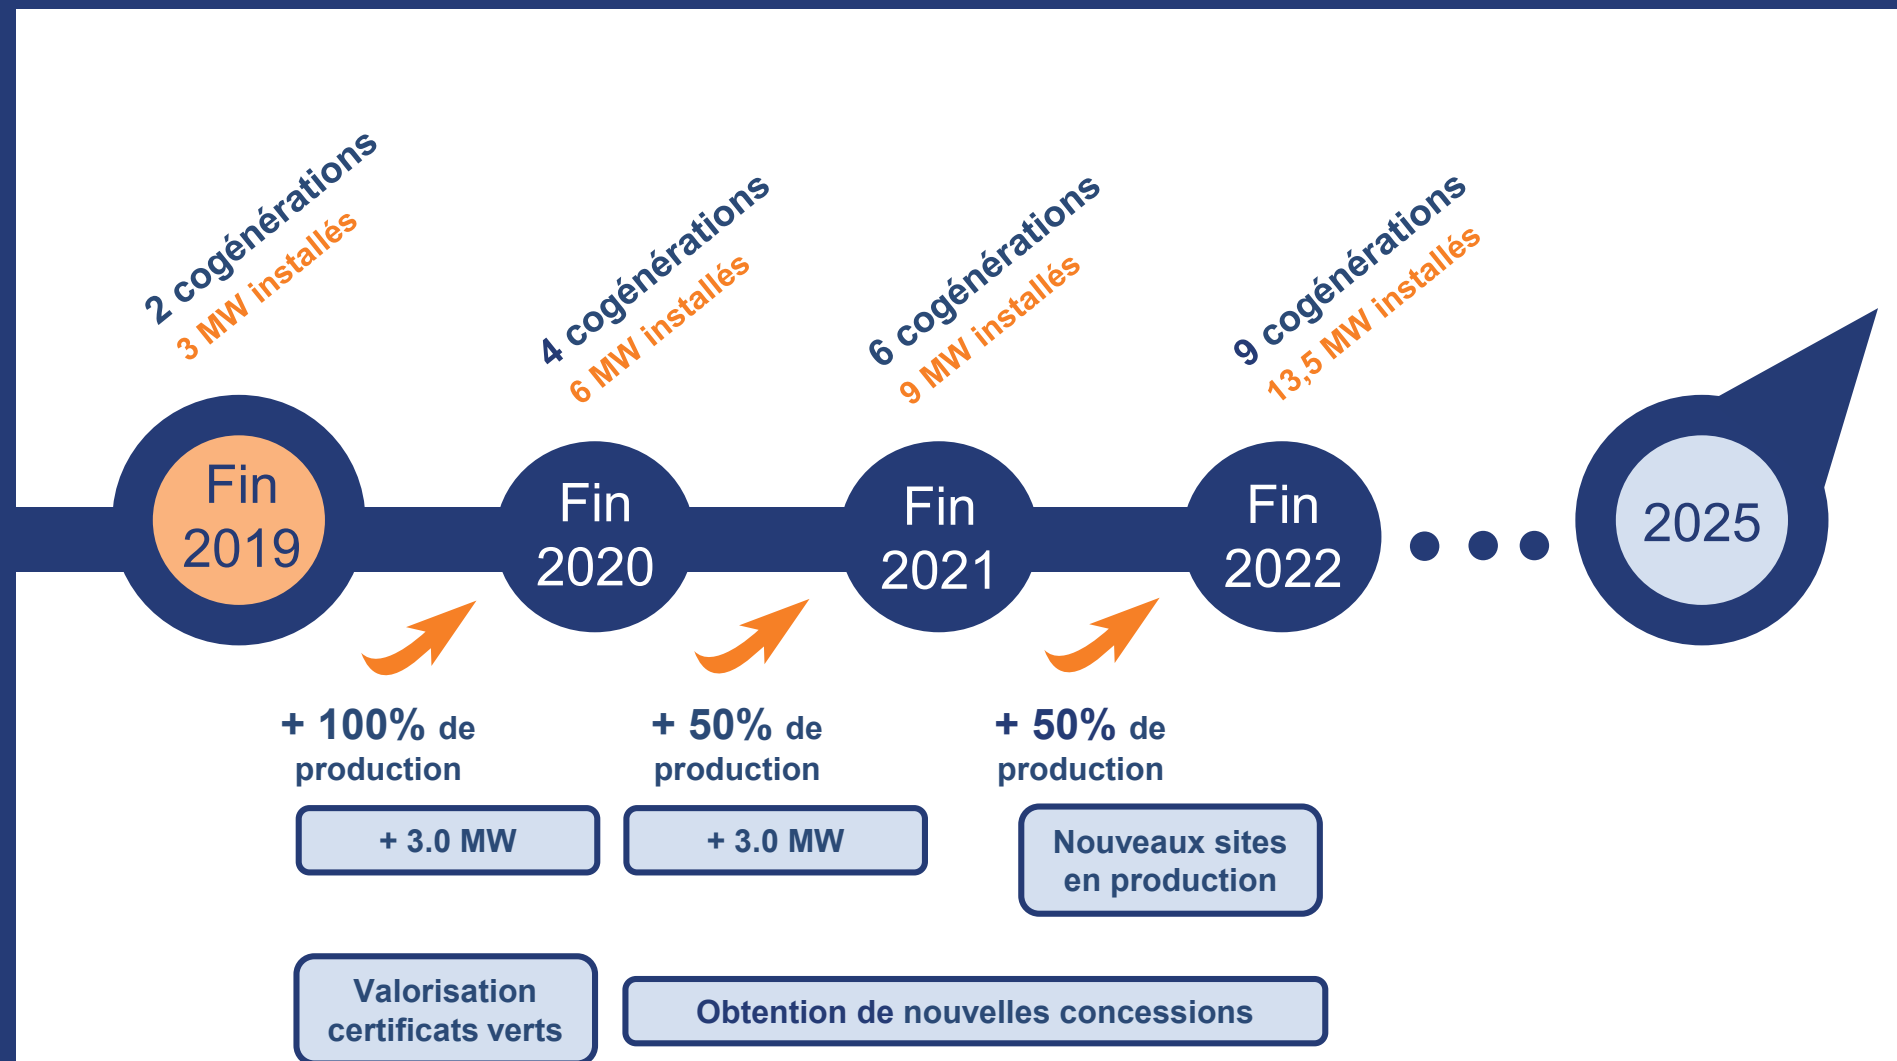 2 cogénérations
3 MW installés
4 cogénérations
6 MW installés
6 cogénérations
9 MW installés
9 cogénérations
13,5 MW installés
Fin
2019
Fin
2020
Fin
2021
Fin
2022
2025
+ 100% de
production
+ 50% de
production
+ 50% de
production
+ 3.0 MW
+ 3.0 MW
Nouveaux sites
en production
Valorisation
certificats verts
Obtention de nouvelles concessions